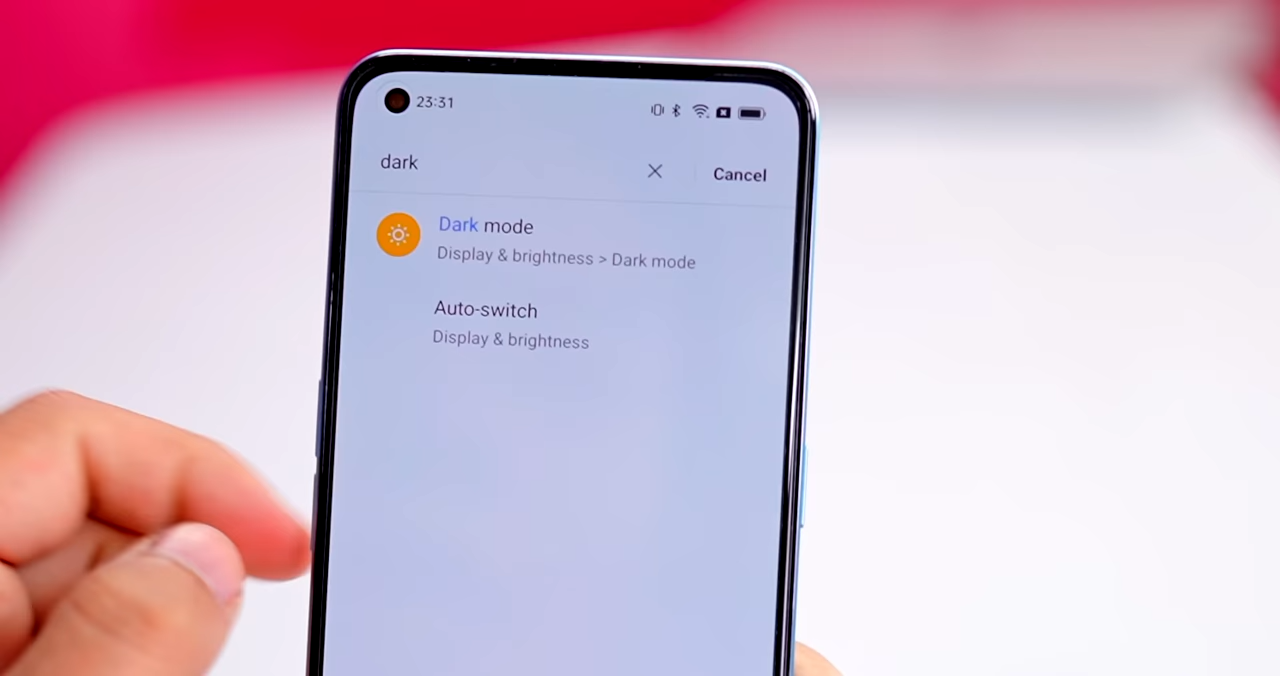 23:31
dark
Cancel
Dark mode
Display & brightness > Dark mode
Auto-switch
Display & brightness